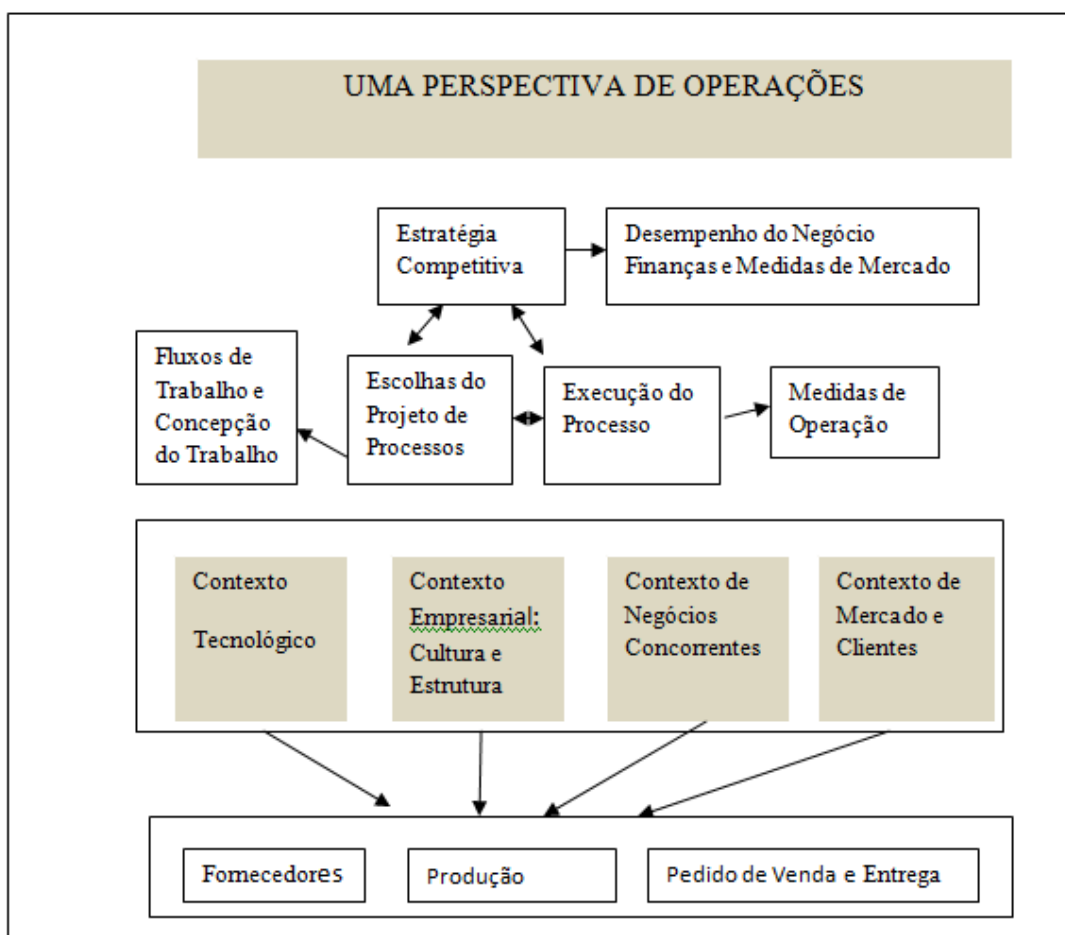 UMA PERSPECTIVA DE OPERAÇÕES
Estratégia
Competitiva
Desempenho do Negócio
Finanças e Medidas de Mercado
Fluxos de
Trabalho e
Concepção
do Trabalho
Escolhas do
Projeto de
Processos
Execução do
Processo
Medidas de
Operação
Contexto
Tecnológico
Contexto
Empresarial:
Cultura e
Estrutura
Contexto de
Negócios
Concorrentes
Contexto de
Mercado e
Clientes
Fornecedores
Produção
Pedido de Venda e Entrega